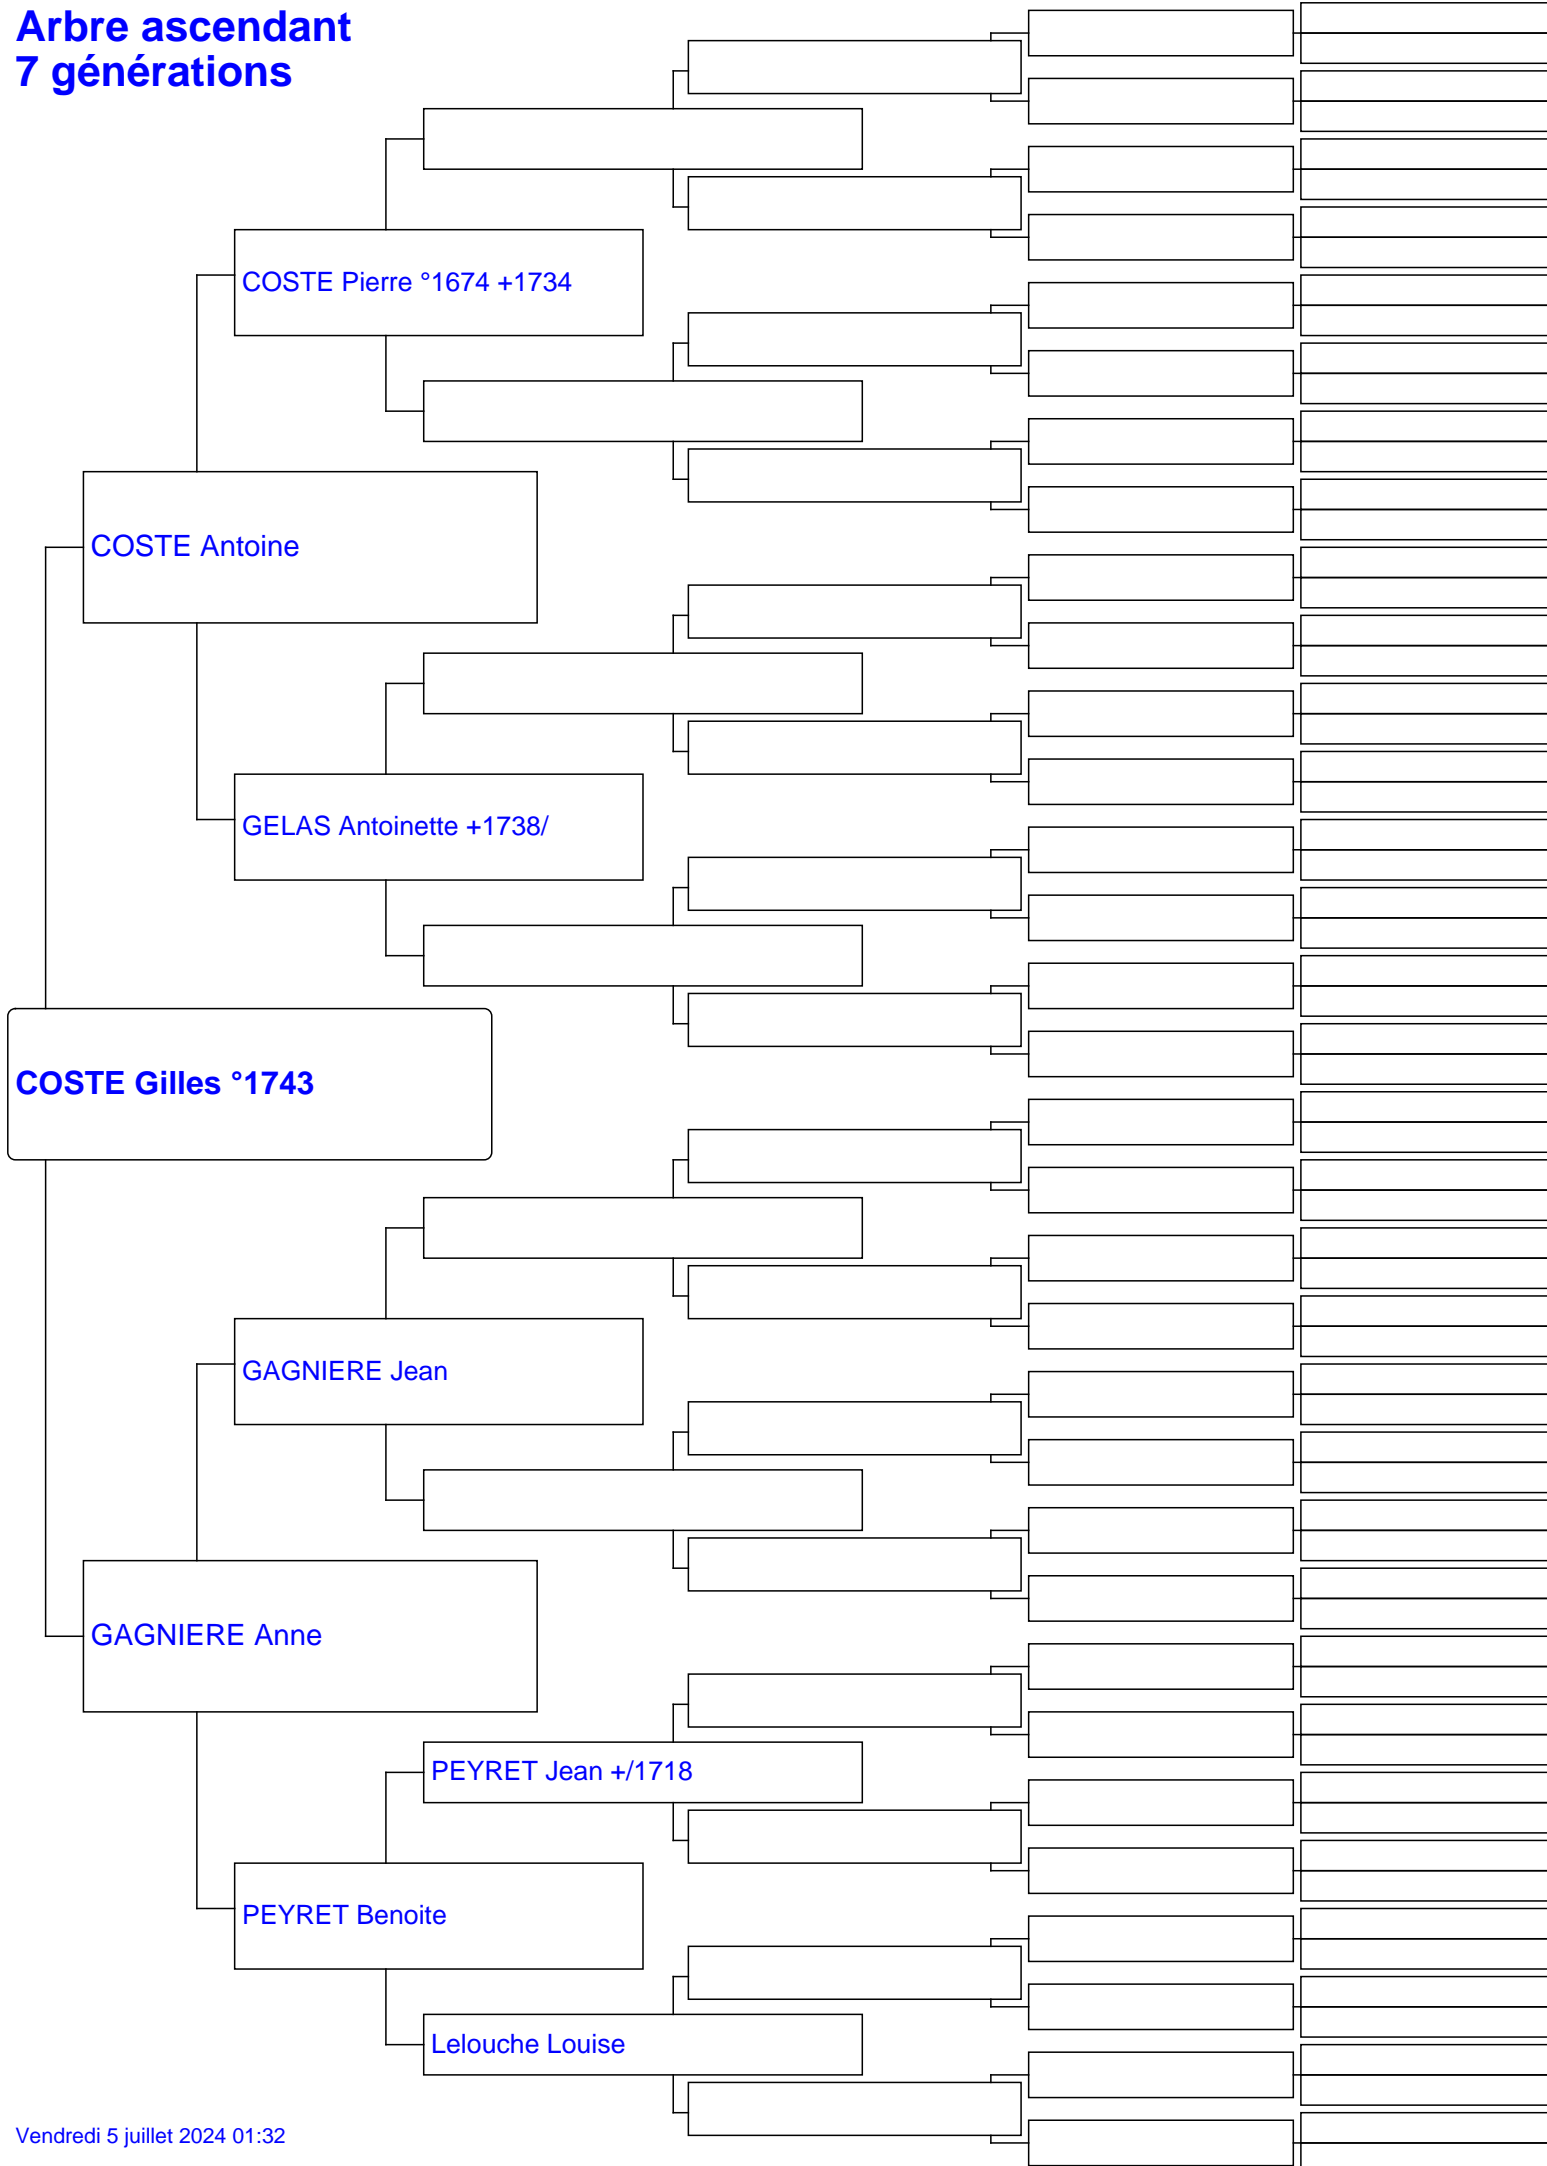 Arbre ascendant
7 générations
COSTE Pierre °1674 +1734
COSTE Antoine
GELAS Antoinette +1738/
COSTE Gilles °1743
GAGNIERE Jean
GAGNIERE Anne
PEYRET Jean +/1718
PEYRET Benoite
Lelouche Louise
Vendredi 5 juillet 2024 01:32